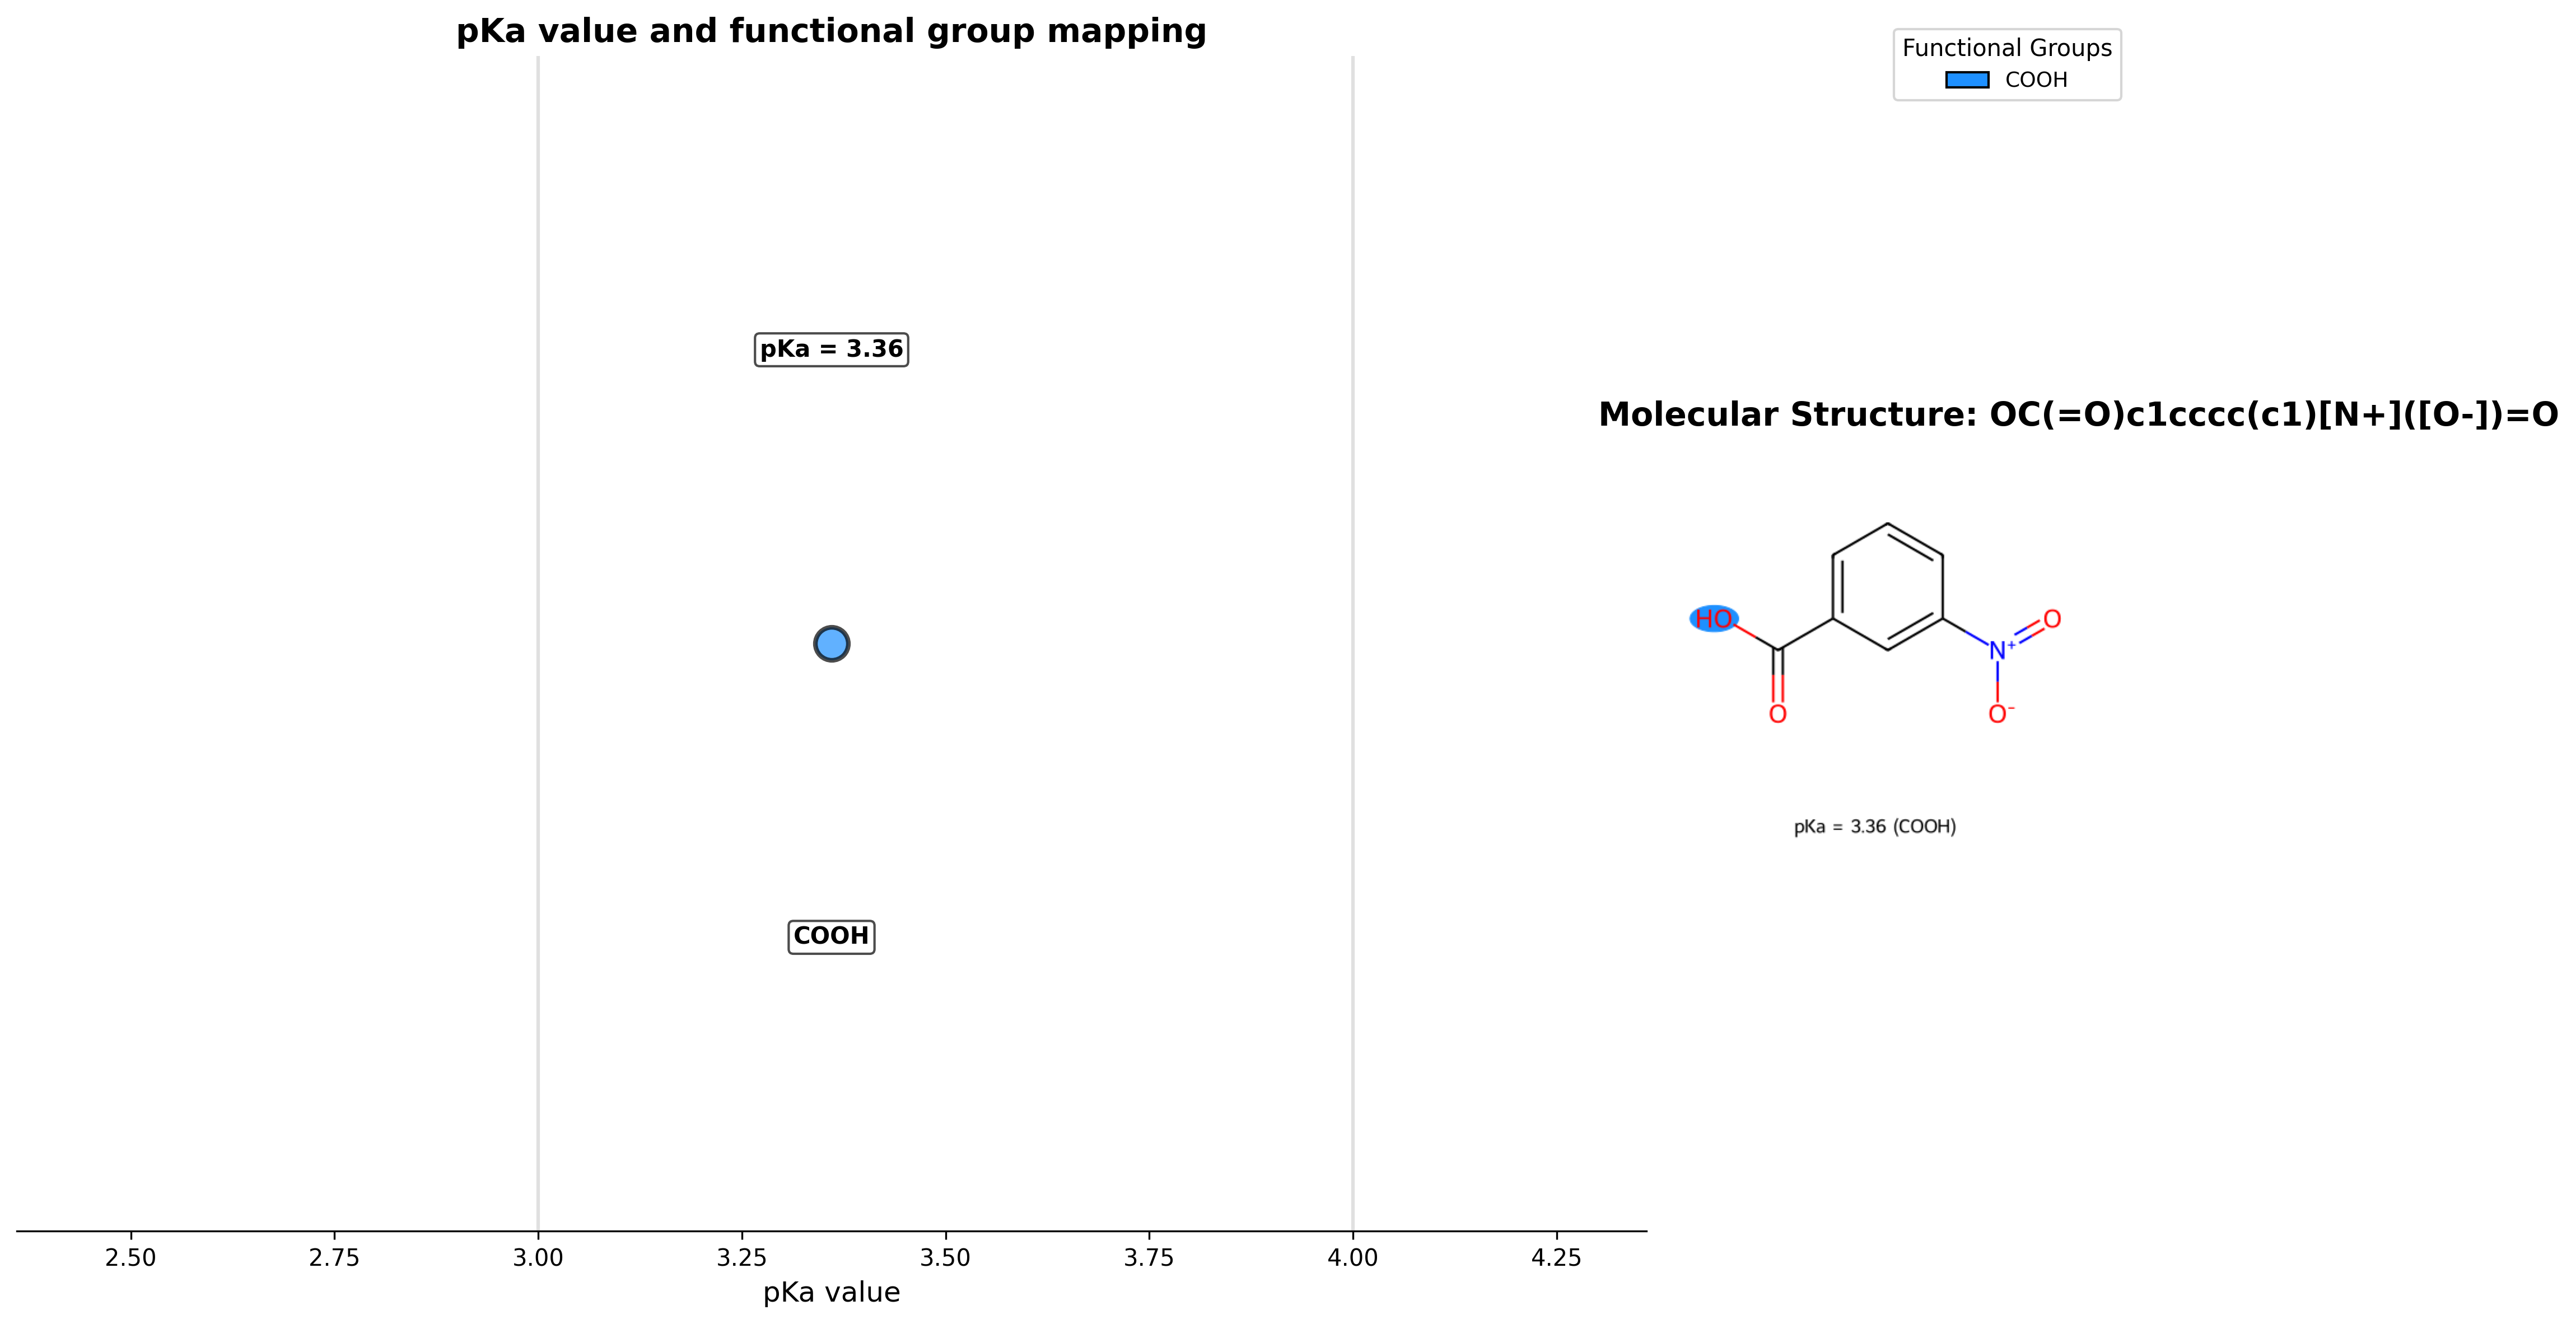 pKa value and functional group mapping
Functional Groups
COOH
pKa = 3.36
Molecular Structure: OC(=O)c1cccc(c1)[N+]([O-])=O
HO
O
N+
O
O-
pKa = 3.36 (COOH)
COOH
2.50 2.75 3.00 3.25 3.50 3.75 4.00 4.25
pKa value